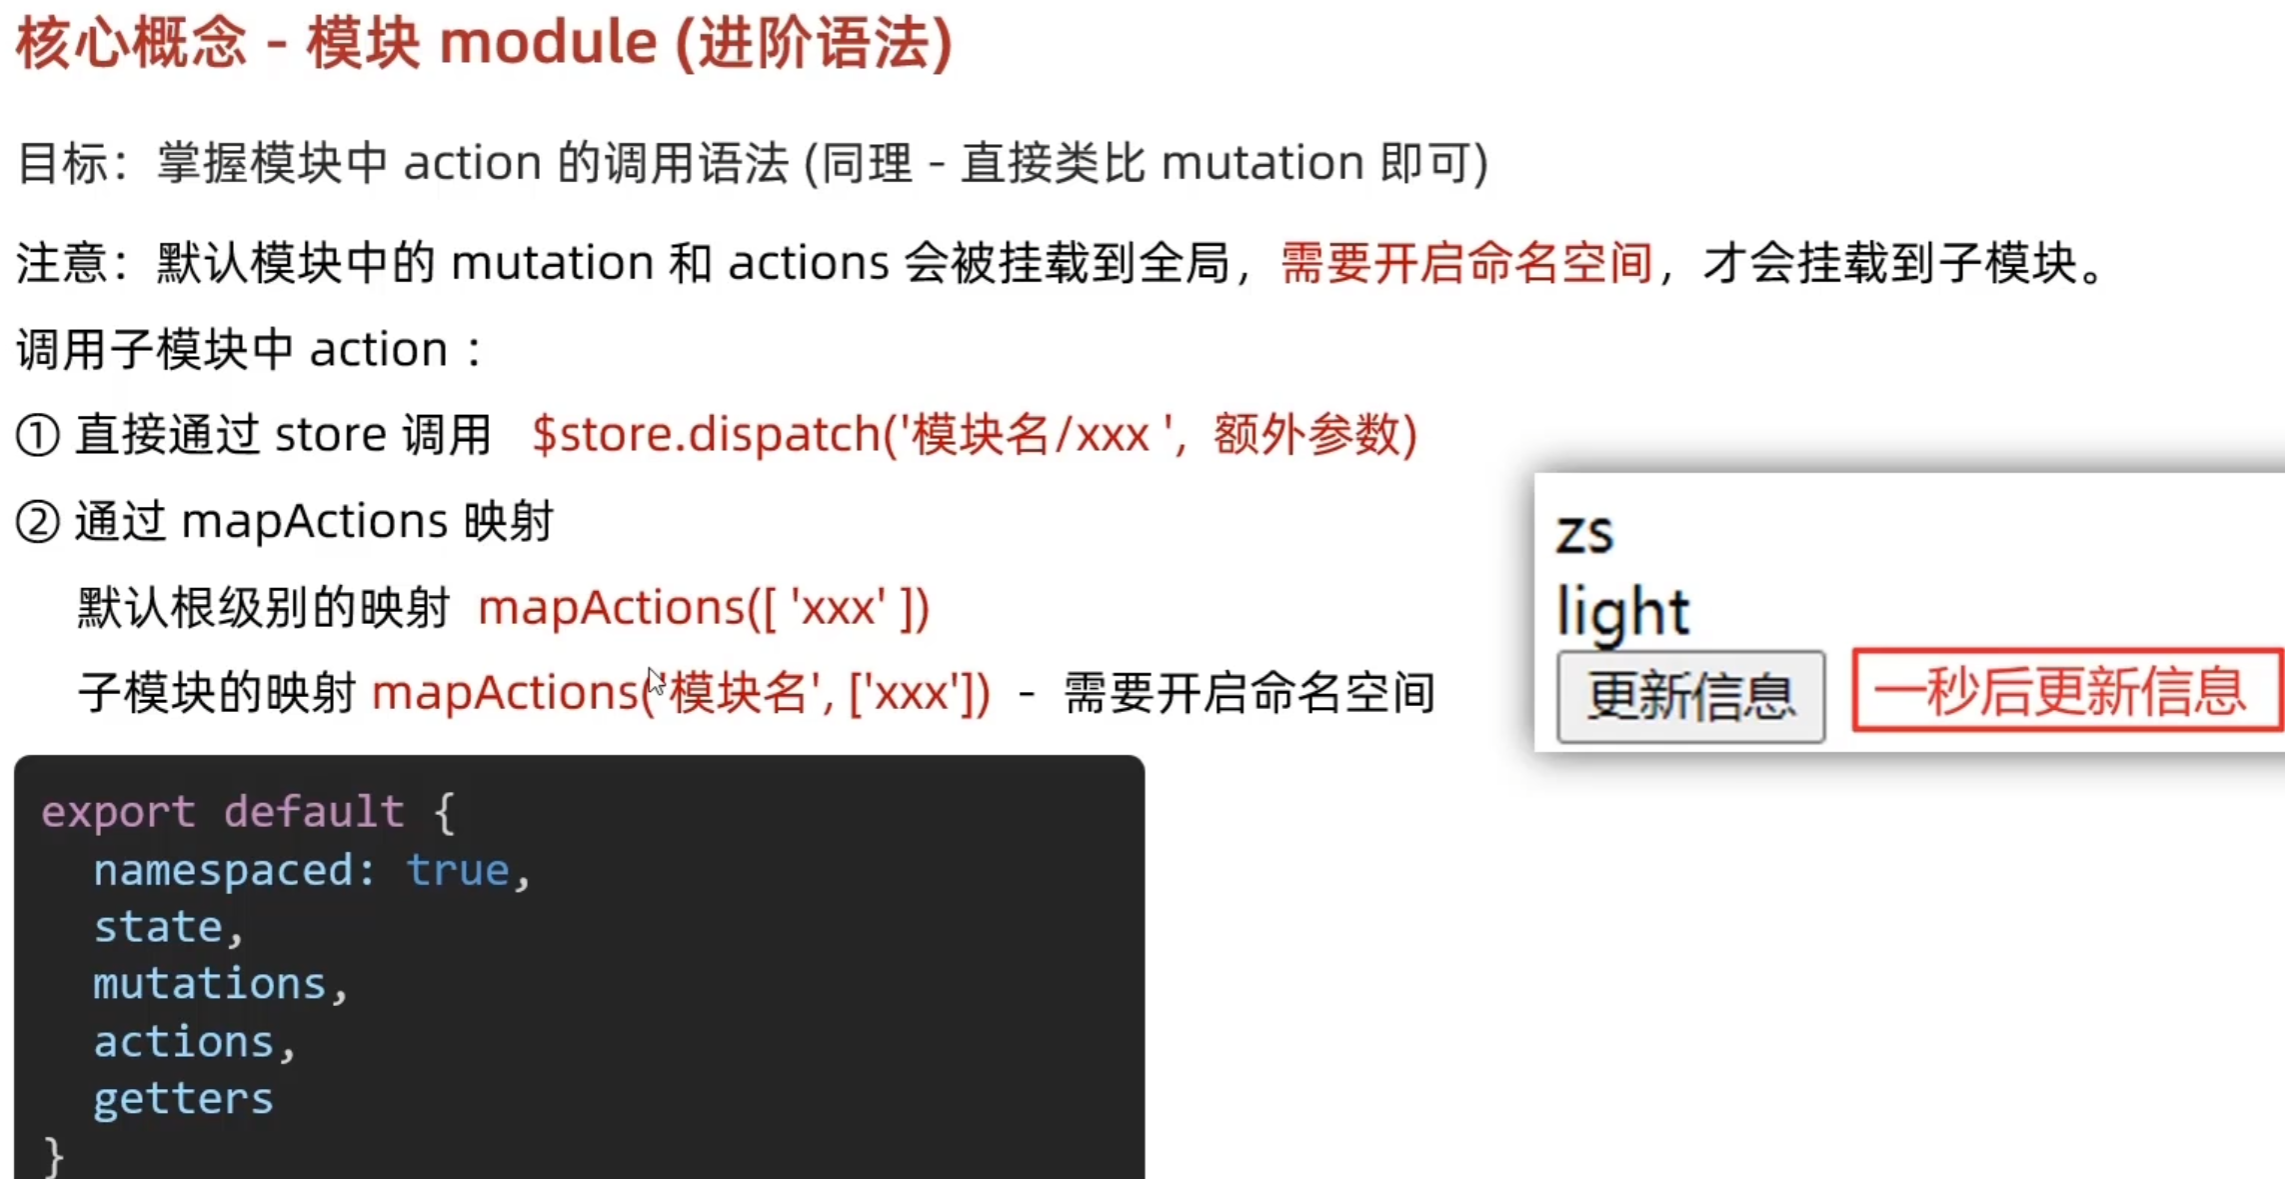 核心概念 - 模块 module (进阶语法)
目标：掌握模块中 action 的调用语法 (同理 - 直接类比 mutation 即可)
注意：默认模块中的 mutation 和 actions 会被挂载到全局，需要开启命名空间，才会挂载到子模块。
调用子模块中 action：
① 直接通过 store 调用 $store.dispatch('模块名/xxx ', 额外参数)
② 通过 mapActions 映射
默认根级别的映射 mapActions([ 'xxx' ])
子模块的映射 mapActions('模块名', ['xxx']) - 需要开启命名空间
zs
light
更新信息 一秒后更新信息
export default {
namespaced: true,
state,
mutations,
actions,
getters
}